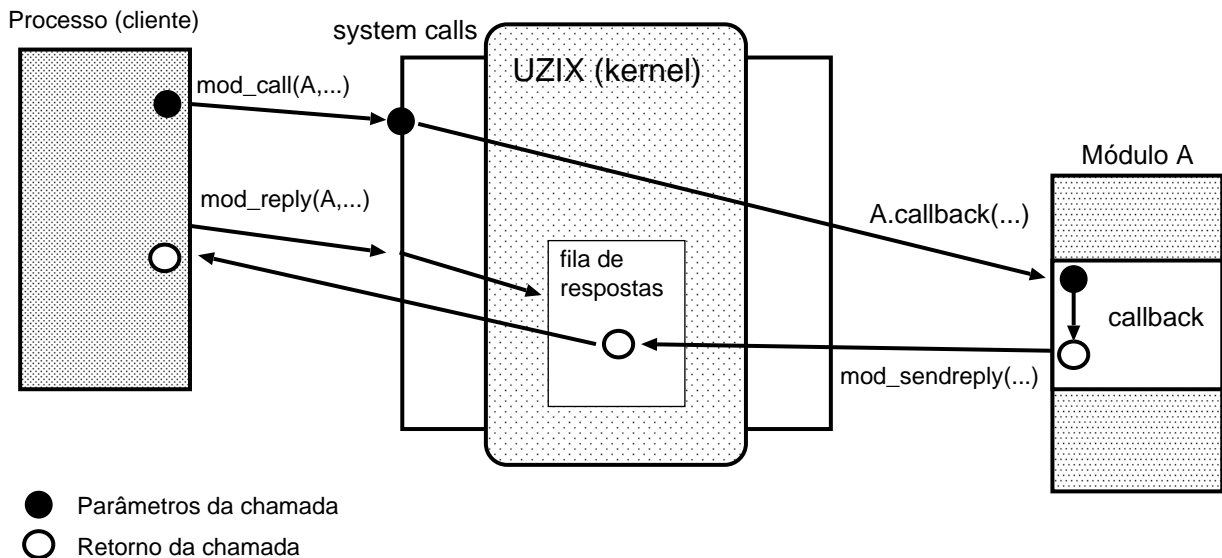 Processo (cliente)
system calls
UZIX (kernel)
mod_call(A,...)
Módulo A
mod_reply(A,...)
A.callback(...)
fila de
respostas
callback
mod_sendreply(...)
Parâmetros da chamada
Retorno da chamada